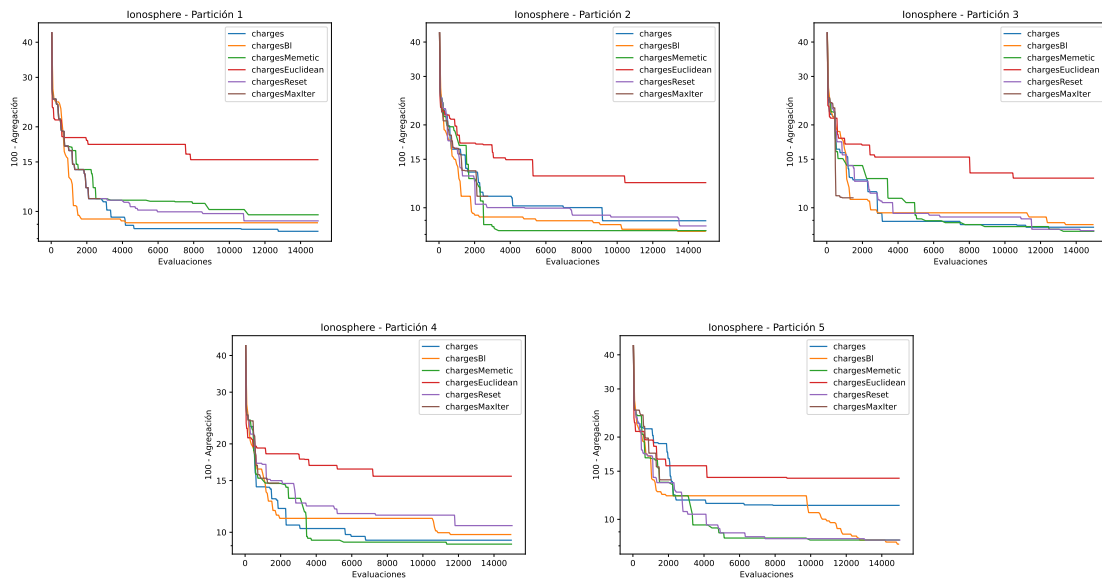 Ionosphere - Partición 1
40
30
20
15
10
100 - Agregación
0 2000 4000 6000 8000 10000 12000 14000
Evaluaciones
charges
chargesBl
chargesMemetic
chargesEuclidean
chargesReset
chargesMaxIter
Ionosphere - Partición 2
40
30
20
15
10
100 - Agregación
0 2000 4000 6000 8000 10000 12000 14000
Evaluaciones
charges
chargesBl
chargesMemetic
chargesEuclidean
chargesReset
chargesMaxIter
Ionosphere - Partición 3
40
30
20
15
10
100 - Agregación
0 2000 4000 6000 8000 10000 12000 14000
Evaluaciones
charges
chargesBl
chargesMemetic
chargesEuclidean
chargesReset
chargesMaxIter
Ionosphere - Partición 4
40
30
20
15
10
100 - Agregación
0 2000 4000 6000 8000 10000 12000 14000
Evaluaciones
charges
chargesBl
chargesMemetic
chargesEuclidean
chargesReset
chargesMaxIter
Ionosphere - Partición 5
40
30
20
15
10
100 - Agregación
0 2000 4000 6000 8000 10000 12000 14000
Evaluaciones
charges
chargesBl
chargesMemetic
chargesEuclidean
chargesReset
chargesMaxIter